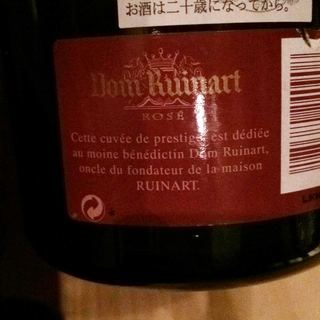 お酒は二十歳になってから。
Dom Ruinart
ROSÉ
Cette cuvée de prestige est dédiée
au moine bénédictin Dom Ruinart,
oncle du fondateur de la maison
RUINART.